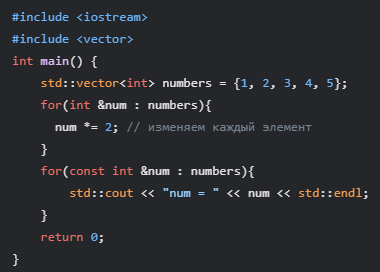 #include <iostream>
#include <vector>
int main() {
    std::vector<int> numbers = {1, 2, 3, 4, 5};
    for(int &num : numbers){
      num *= 2; // изменяем каждый элемент
    }
    for(const int &num : numbers){
        std::cout << "num = " << num << std::endl;
    }
    return 0;
}